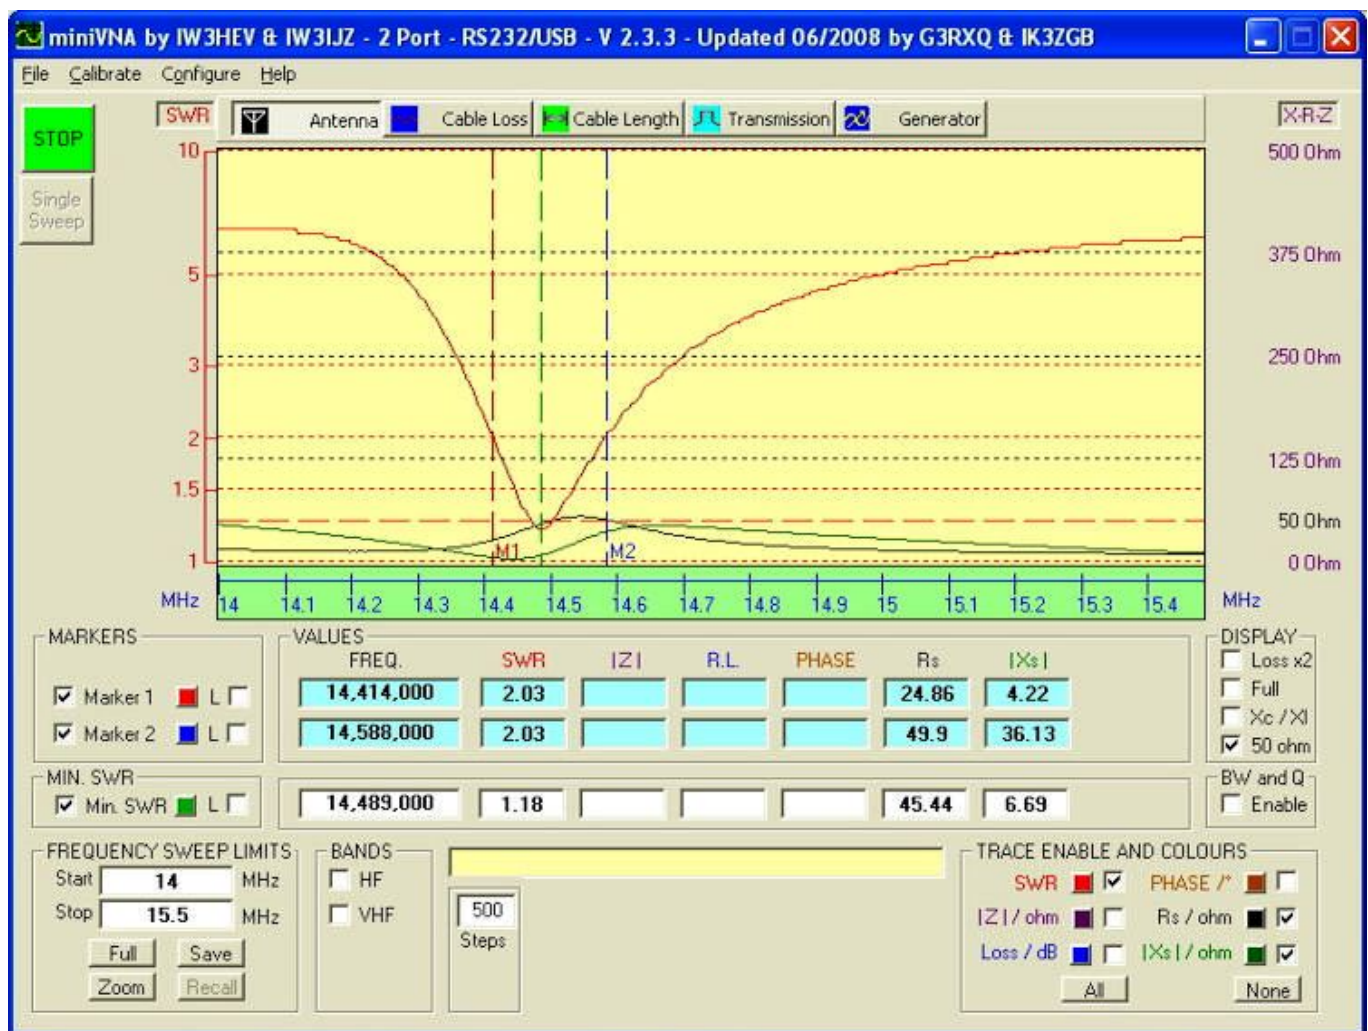 miniVNA by IW3HEV & IW3IJZ - 2 Port - RS232/USB - V 2.3.3 - Updated 06/2008 by G3RXQ & IK3ZGB
File Calibrate Configure Help
STOP
Single
Sweep
SWR Antenna Cable Loss Cable Length Transmission Generator X-R-Z
10 500 Ohm
375 Ohm
5
3 250 Ohm
2
125 Ohm
1.5
50 Ohm
M1 M2
1 0 Ohm
MHz 14 14.1 14.2 14.3 14.4 14.5 14.6 14.7 14.8 14.9 15 15.1 15.2 15.3 15.4 MHz
MARKERS VALUES DISPLAY
FREQ. SWR |Z| R.L. PHASE Rs |Xs| Loss x2
Marker 1 L 14,414,000 2.03 24.86 4.22 Full
Xc / Xl
Marker 2 L 14,588,000 2.03 49.9 36.13 50 ohm
MIN. SWR BW and Q
Min. SWR L 14,489,000 1.18 45.44 6.69 Enable
FREQUENCY SWEEP LIMITS BANDS TRACE ENABLE AND COLOURS
Start 14 MHz HF SWR PHASE /°
Stop 15.5 MHz VHF 500 |Z| / ohm Rs / ohm
Steps
Full Save Loss / dB |Xs| / ohm
Zoom Recall All None